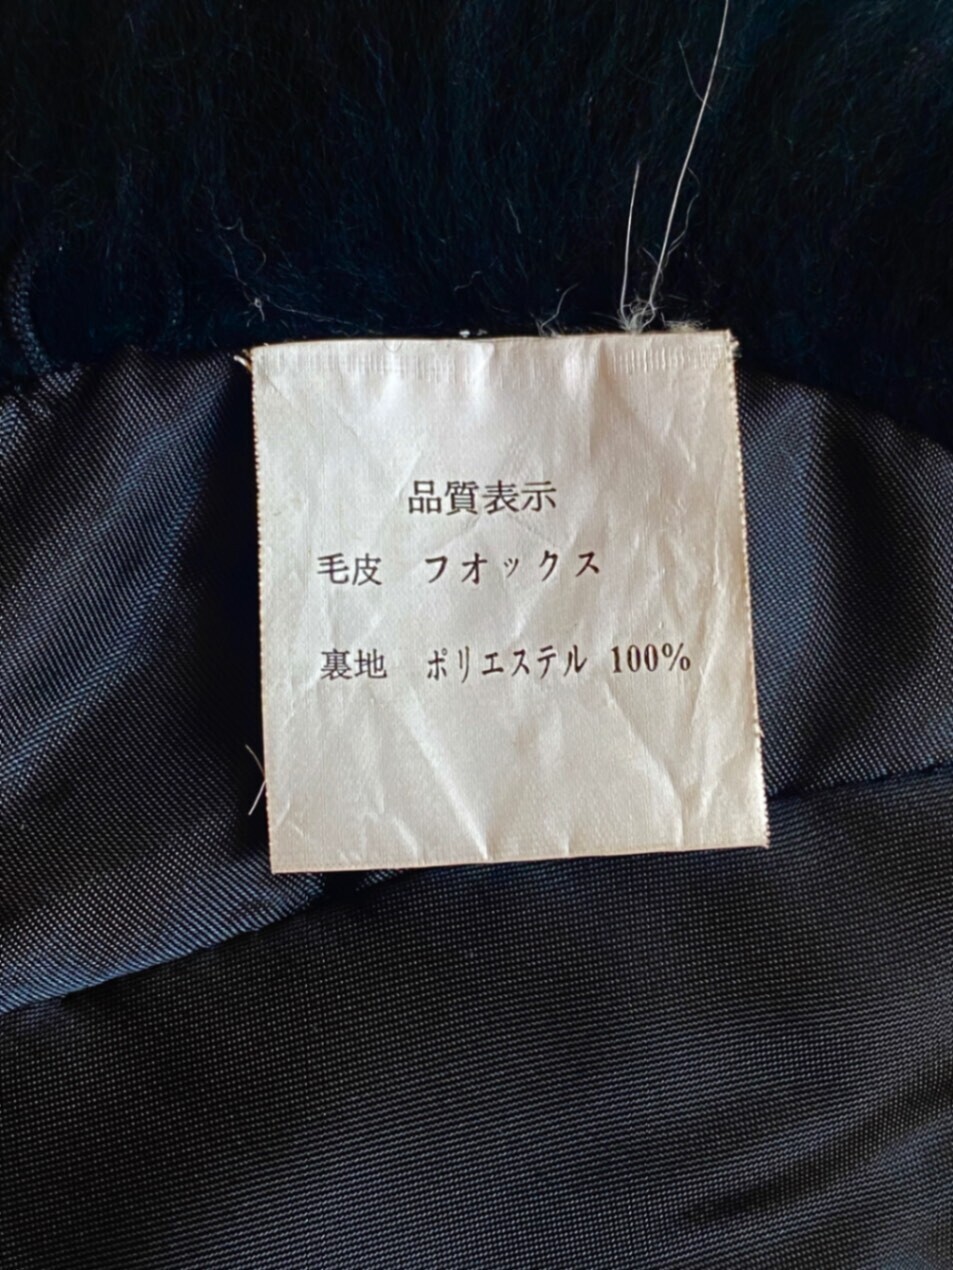 品質表示
毛皮 フオックス
裏地 ポリエステル 100%